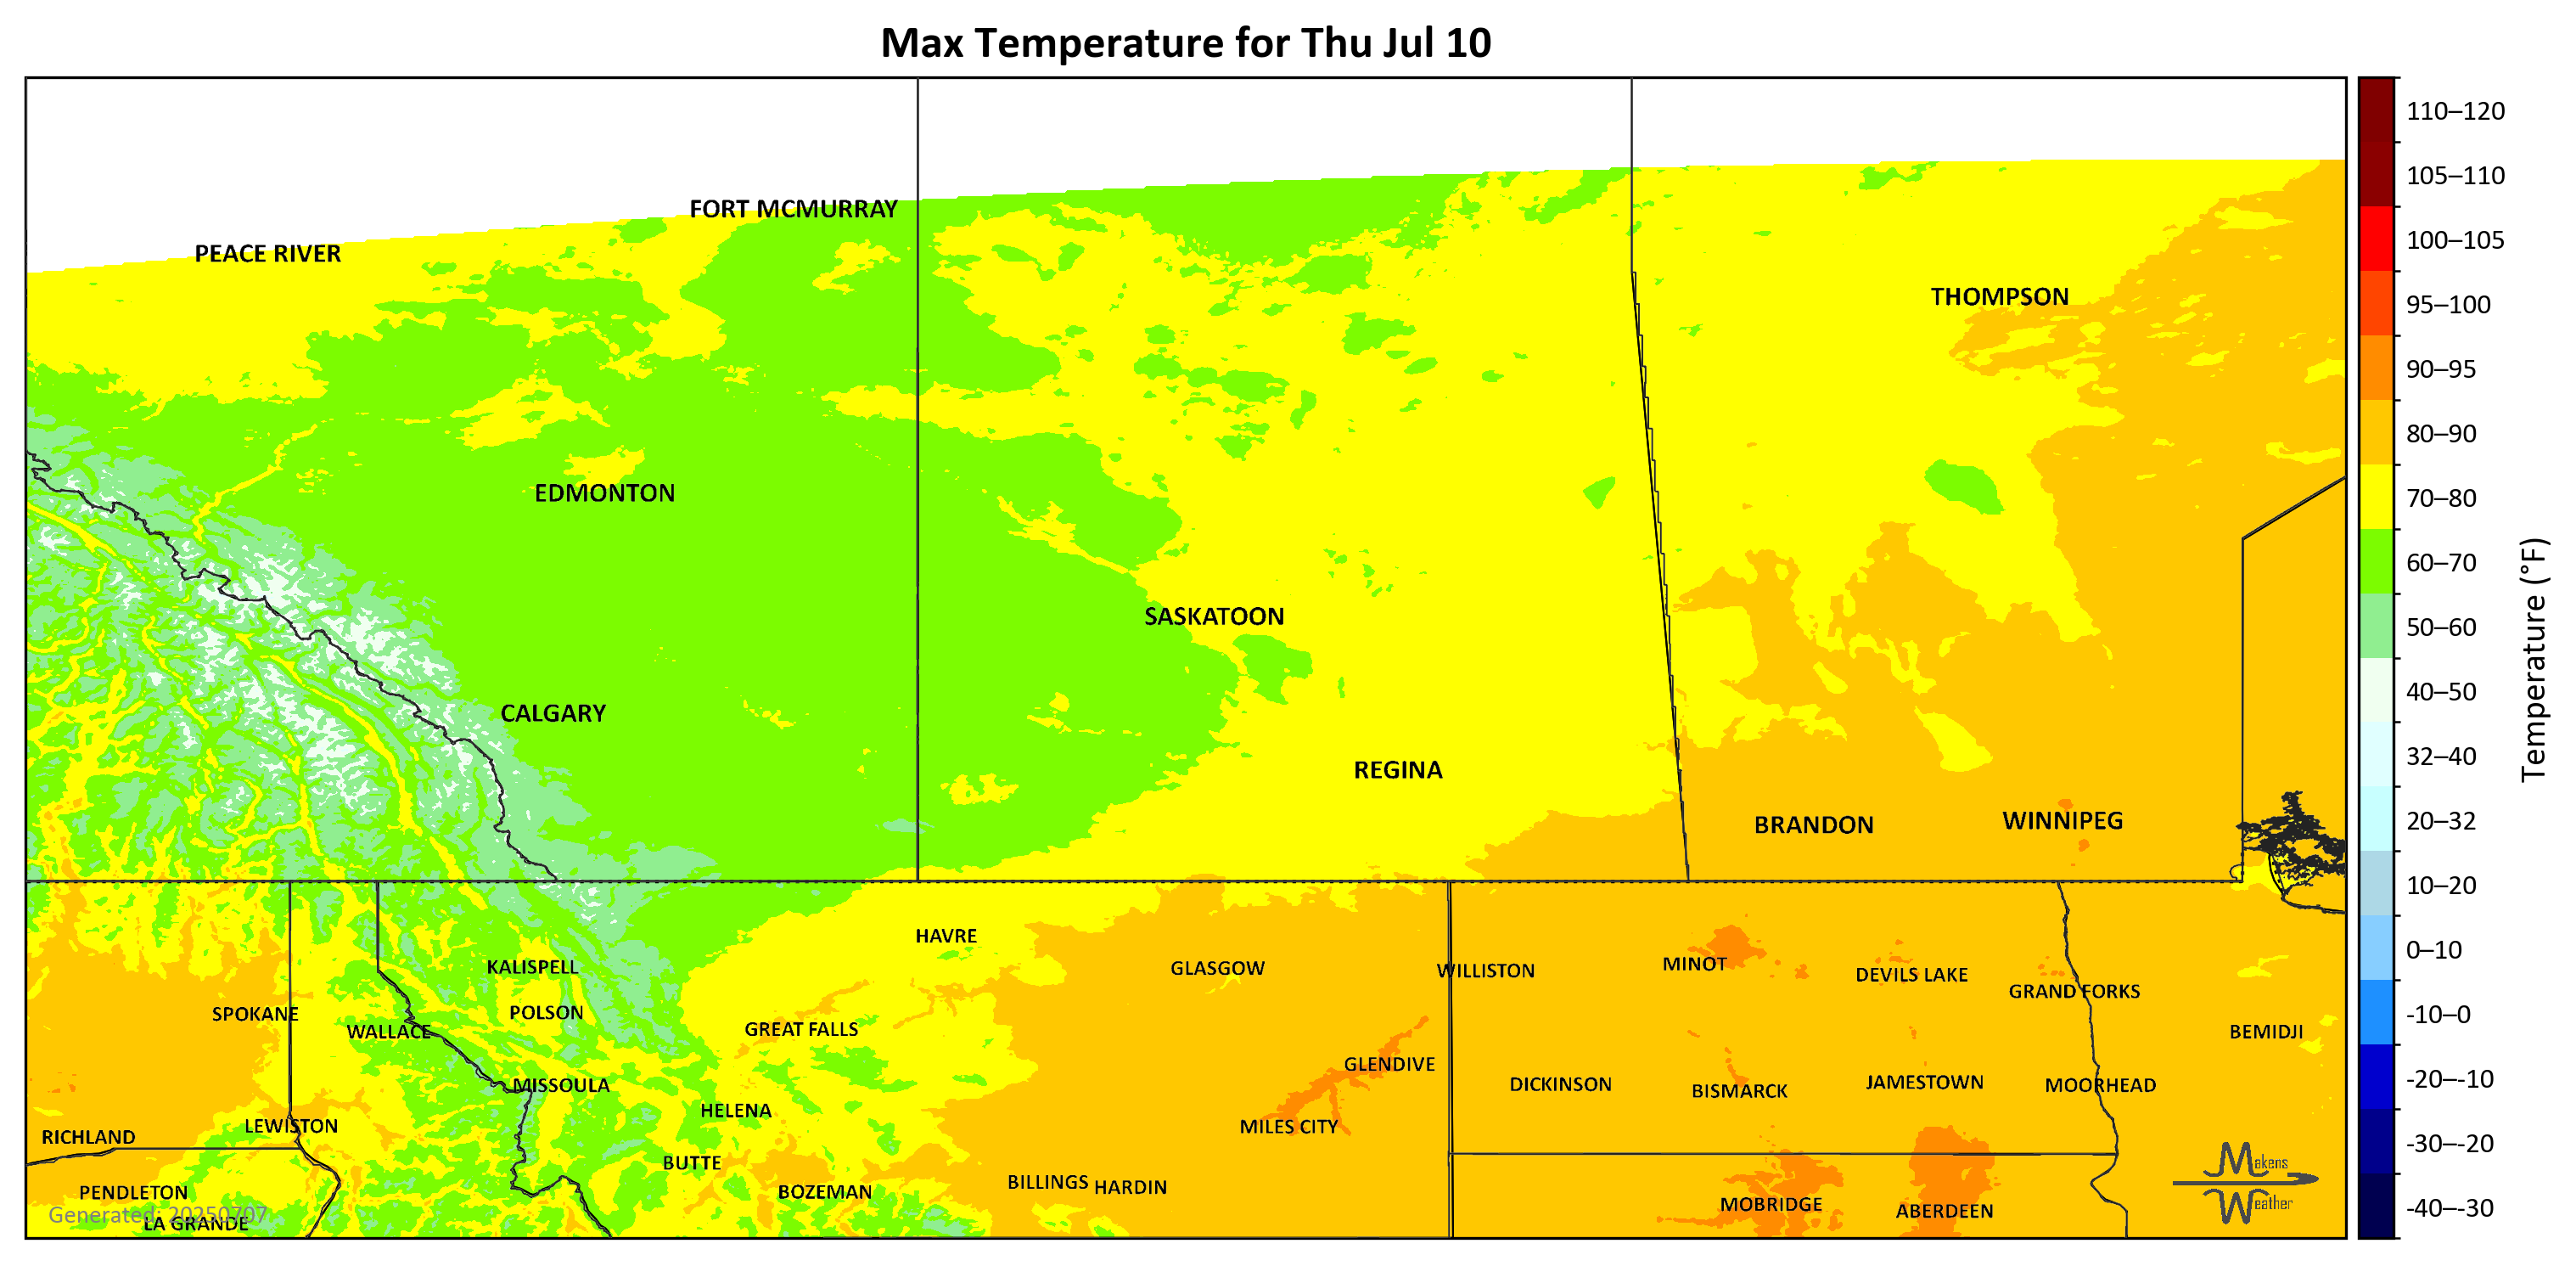 Max Temperature for Thu Jul 10
110–120
105–110
FORT MCMURRAY
100–105
PEACE RIVER
THOMPSON
95–100
90–95
80–90
EDMONTON
70–80
60–70
SASKATOON
50–60
Temperature (°F)
40–50
CALGARY
32–40
REGINA
BRANDON
WINNIPEG
20–32
10–20
HAVRE
0–10
KALISPELL
GLASGOW
WILLISTON
MINOT
DEVILS LAKE
GRAND FORKS
SPOKANE
POLSON
-10–0
WALLACE
GREAT FALLS
BEMIDJI
GLENDIVE
-20–-10
MISSOULA
DICKINSON
BISMARCK
JAMESTOWN
MOORHEAD
HELENA
LEWISTON
MILES CITY
RICHLAND
-30–-20
BUTTE
Makens
PENDLETON
BOZEMAN
BILLINGS
HARDIN
Weather
MOBRIDGE
ABERDEEN
-40–-30
Generated: 20250707
LA GRANDE